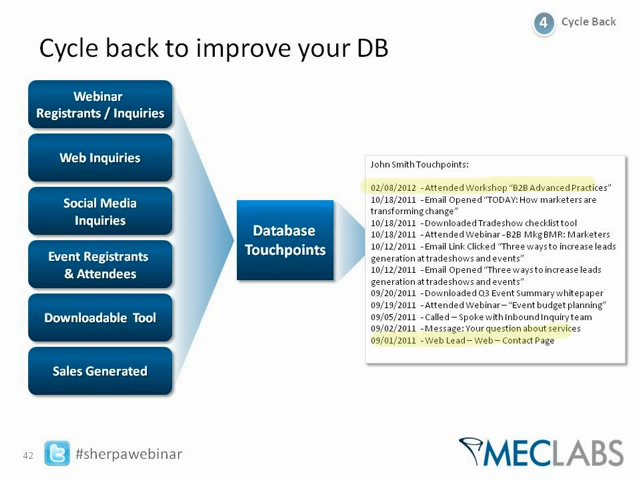 4 Cycle Back
Cycle back to improve your DB
Webinar
Registrants / Inquiries
Web Inquiries
Social Media
Inquiries
Event Registrants
& Attendees
Downloadable Tool
Sales Generated
Database
Touchpoints
John Smith Touchpoints:
02/08/2012 - Attended Workshop "B2B Advanced Practices"
10/18/2011 - Email Opened "TODAY: How marketers are
transforming change"
10/18/2011 - Downloaded Tradeshow checklist tool
10/18/2011 - Attended Webinar - B2B Mkg BMR: Marketers
10/12/2011 - Email Link Clicked "Three ways to increase leads
generation at tradeshows and events"
10/12/2011 - Email Opened "Three ways to increase leads
generation at tradeshows and events"
09/20/2011 - Downloaded Q3 Event Summary whitepaper
09/19/2011 - Attended Webinar – "Event budget planning"
09/05/2011 - Called – Spoke with Inbound Inquiry team
09/02/2011 - Message: Your question about services
09/01/2011 - Web Lead – Web – Contact Page
42 #sherpawebinar
MECLABS